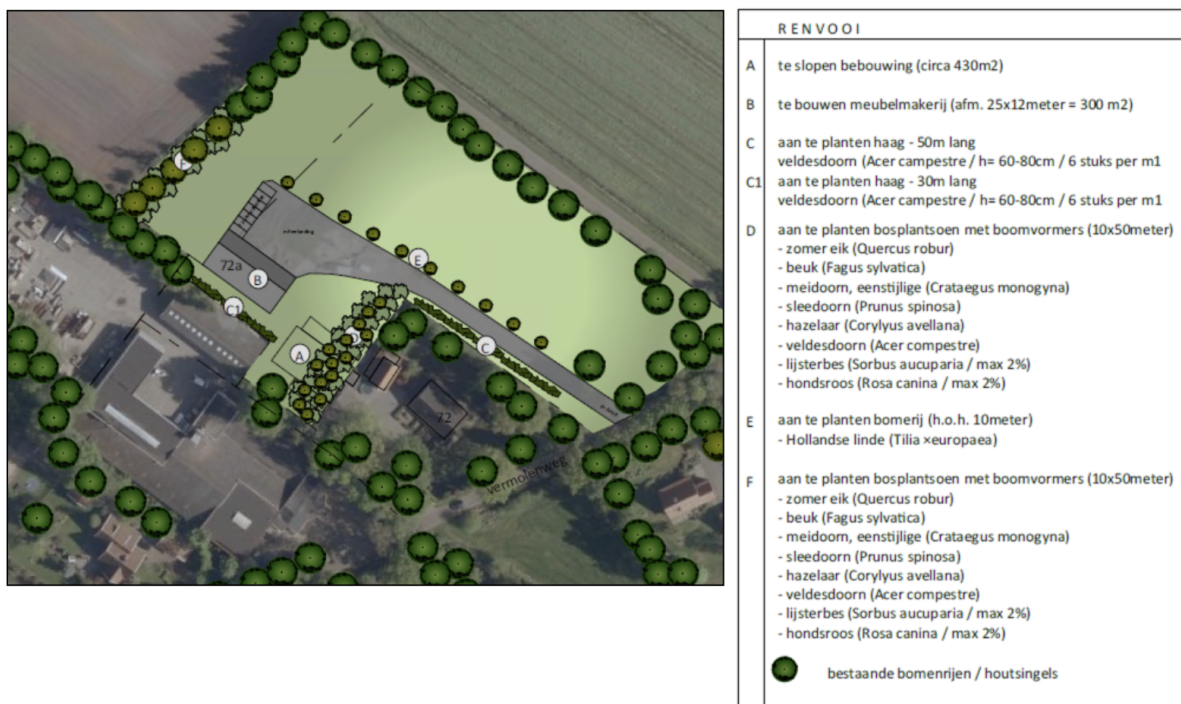 F
72a
B
E
C1
A
C
72
vermolenweg
RENVOOI
A te slopen bebouwing (circa 430m2)
B te bouwen meubelmakerij (afm. 25x12meter = 300 m2)
C aan te planten haag - 50m lang
veldesdoorn (Acer campestre / h= 60-80cm / 6 stuks per m1
C1 aan te planten haag - 30m lang
veldesdoorn (Acer campestre / h= 60-80cm / 6 stuks per m1
D aan te planten bosplantsoen met boomvormers (10x50meter)
- zomer eik (Quercus robur)
- beuk (Fagus sylvatica)
- meidoorn, eenstijlige (Crataegus monogyna)
- sleedoorn (Prunus spinosa)
- hazelaar (Corylyus avellana)
- veldesdoorn (Acer compestre)
- lijsterbes (Sorbus aucuparia / max 2%)
- hondsroos (Rosa canina / max 2%)
E aan te planten bomerij (h.o.h. 10meter)
- Hollandse linde (Tilia ×europaea)
F aan te planten bosplantsoen met boomvormers (10x50meter)
- zomer eik (Quercus robur)
- beuk (Fagus sylvatica)
- meidoorn, eenstijlige (Crataegus monogyna)
- sleedoorn (Prunus spinosa)
- hazelaar (Corylyus avellana)
- veldesdoorn (Acer compestre)
- lijsterbes (Sorbus aucuparia / max 2%)
- hondsroos (Rosa canina / max 2%)
bestaande bomenrijen / houtsingels